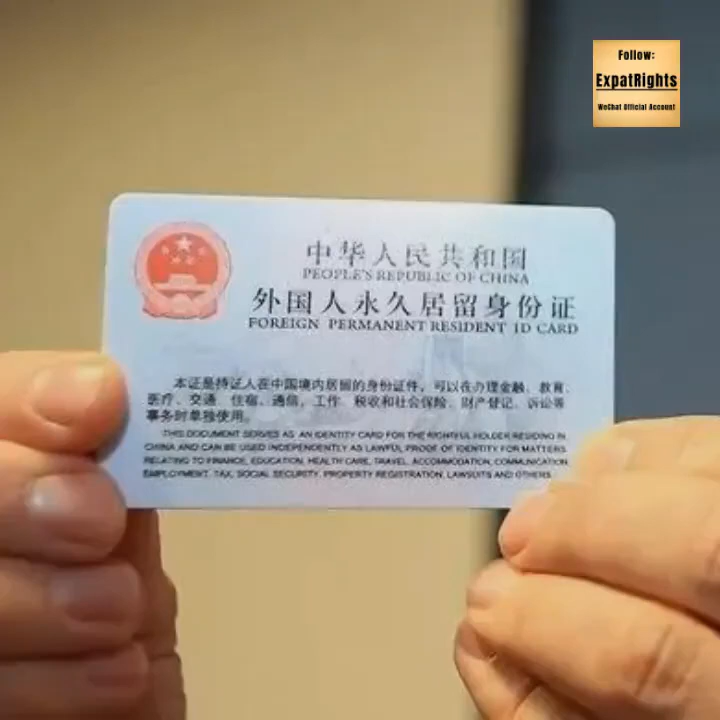 Follow:
ExpatRights
WeChat Official Account
中华人民共和国
PEOPLE'S REPUBLIC OF CHINA
外国人永久居留身份证
FOREIGN PERMANENT RESIDENT ID CARD
本证是持证人在中国境内居留的身份证件，可以在办理金融、教育、
医疗、交通、住宿、通信、工作、税收和社会保险、财产登记、诉讼等
事务时单独使用。
THIS DOCUMENT SERVES AS AN IDENTITY CARD FOR THE RIGHTFUL HOLDER RESIDING IN
CHINA AND CAN BE USED INDEPENDENTLY AS LAWFUL PROOF OF IDENTITY FOR MATTERS
RELATING TO FINANCE, EDUCATION, HEALTH CARE, TRAVEL, ACCOMMODATION, COMMUNICATION,
EMPLOYMENT, TAX, SOCIAL SECURITY, PROPERTY REGISTRATION, LAWSUITS AND OTHERS.